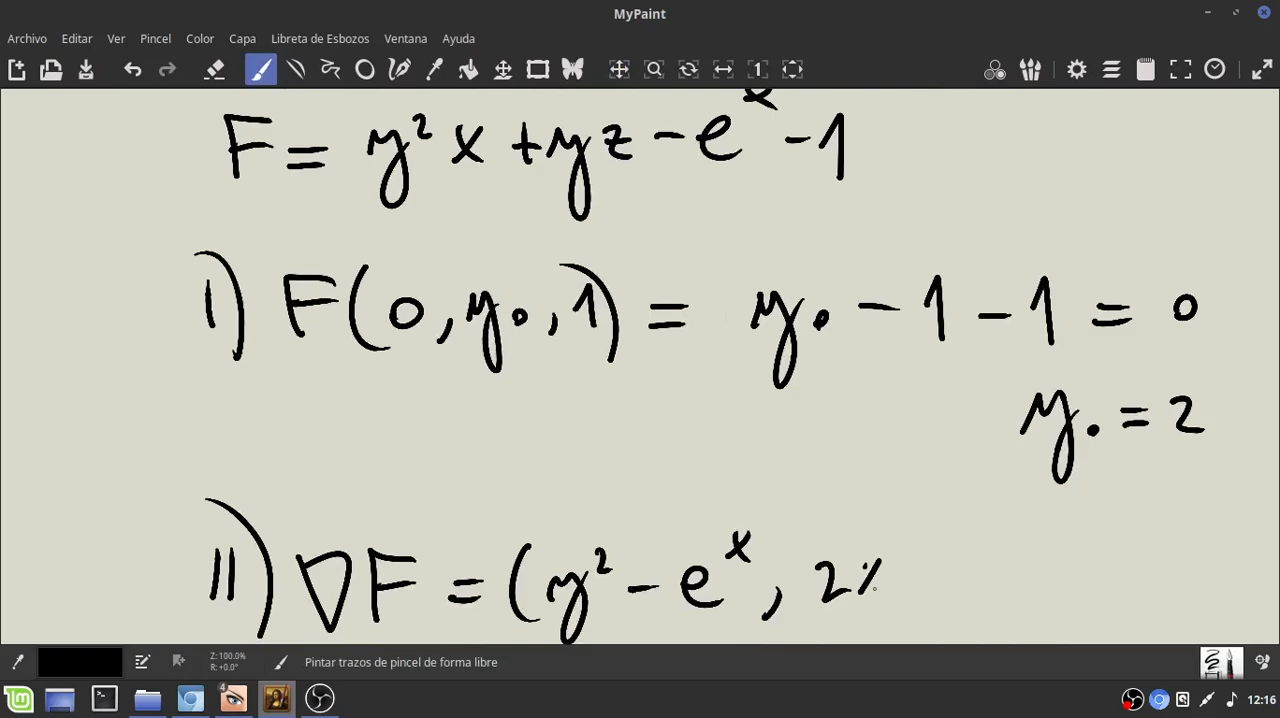 MyPaint
Archivo Editar Ver Pincel Color Capa Libreta de Esbozos Ventana Ayuda
F = y²x + yz - eˣ - 1
I) F(0, y₀, 1) = y₀ - 1 - 1 = 0
y₀ = 2
II) ∇F = (y² - eˣ, 2
Z: 100.0%
R: +0.0°
Pintar trazos de pincel de forma libre
4
12:16